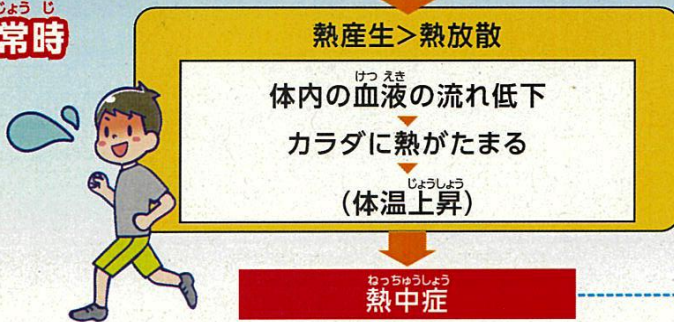 常時
熱産生>熱放散
体内の血液の流れ低下
カラダに熱がたまる
(体温上昇)
熱中症